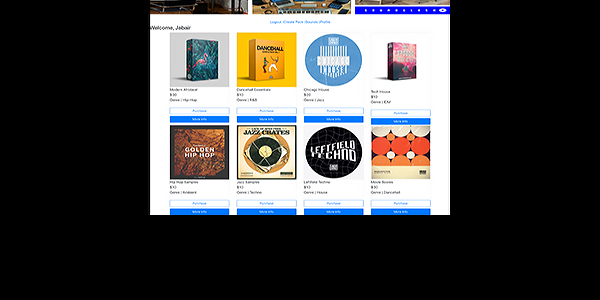 Logout | Create Pack | Sounds | Profile
Welcome, Jabair
DANCEHALL
CHICAGO
HOUSE
Modern Afrobeat
Dancehall Essentials
Chicago House
Tech House
$30
$10
$20
$10
Genre | Hip Hop
Genre | R&B
Genre | Jazz
Genre | EDM
Purchase
Purchase
Purchase
Purchase
More Info
More Info
More Info
More Info
GOLDEN
HIP HOP
JAZZ CRATES
LEFTFIELD
TECHNO
Hip Hop Samples
Jazz Samples
Leftfield Techno
Movie Scores
$10
$10
$10
$30
Genre | Ambient
Genre | Techno
Genre | House
Genre | Dancehall
Purchase
Purchase
Purchase
Purchase
More Info
More Info
More Info
More Info